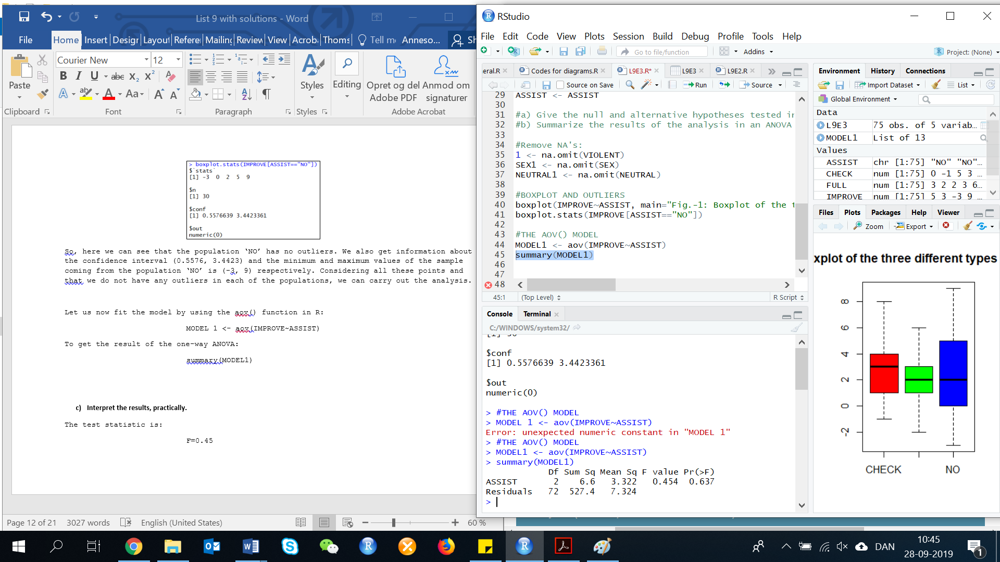 List 9 with solutions - Word
File Home Insert Design Layout Referen Mailing Review View Acrob Thoms Tell me Anneso... Sh
Courier New 12
Paste
Styles
Editing
Opret og del Adobe PDF
Anmod om signaturer
Clipboard Font Paragraph Styles Adobe Acrobat
> boxplot.stats(IMPROVE[ASSIST=="NO"])
$`stats`
[1] -3 0 2 5 9
$n
[1] 30
$conf
[1] 0.5576639 3.4423361
$out
numeric(0)
So, here we can see that the population ‘NO’ has no outliers. We also get information about
the confidence interval (0.5576, 3.4423) and the minimum and maximum values of the sample
coming from the population ‘NO’ is (-3, 9) respectively. Considering all these points and
that we do not have any outliers in each of the populations, we can carry out the analysis.
Let us now fit the model by using the aov() function in R:
MODEL 1 <- aov(IMPROVE~ASSIST)
To get the result of the one-way ANOVA:
summary(MODEL1)
c) Interpret the results, practically.
The test statistic is:
F=0.45
Page 12 of 21 3027 words English (United States) 60 %
RStudio
File Edit Code View Plots Session Build Debug Profile Tools Help
Go to file/function Addins Project: (None)
eral.R Codes for diagrams.R L9E3.R* L9E3 L9E2.R
Source on Save Run Source
29 ASSIST <- ASSIST
30
31 #a) Give the null and alternative hypotheses tested in
32 #b) Summarize the results of the analysis in an ANOVA
33
34 #Remove NA's:
35 1 <- na.omit(VIOLENT)
36 SEX1 <- na.omit(SEX)
37 NEUTRAL1 <- na.omit(NEUTRAL)
38
39 #BOXPLOT AND OUTLIERS
40 boxplot(IMPROVE~ASSIST, main="Fig.-1: Boxplot of the t
41 boxplot.stats(IMPROVE[ASSIST=="NO"])
42
43 #THE AOV() MODEL
44 MODEL1 <- aov(IMPROVE~ASSIST)
45 summary(MODEL1)
46
47
48
45:1 (Top Level) R Script
Console Terminal
C:/WINDOWS/system32/
[1] 30
$conf
[1] 0.5576639 3.4423361
$out
numeric(0)
> #THE AOV() MODEL
> MODEL 1 <- aov(IMPROVE~ASSIST)
Error: unexpected numeric constant in "MODEL 1"
> #THE AOV() MODEL
> MODEL1 <- aov(IMPROVE~ASSIST)
> summary(MODEL1)
Df Sum Sq Mean Sq F value Pr(>F)
ASSIST 2 6.6 3.322 0.454 0.637
Residuals 72 527.4 7.324
>
Environment History Connections
Import Dataset List
Global Environment
Data
L9E3 75 obs. of 5 variab...
MODEL1 List of 13
Values
ASSIST chr [1:75] "NO" "NO"...
CHECK num [1:75] 0 -1 5 3 ...
FULL num [1:75] 3 2 2 3 6...
IMPROVE num [1:75] 5 3 -3 9 ...
Files Plots Packages Help Viewer
Zoom Export
xplot of the three different types
8
6
4
2
0
-2
CHECK NO
DAN
10:45
28-09-2019
1